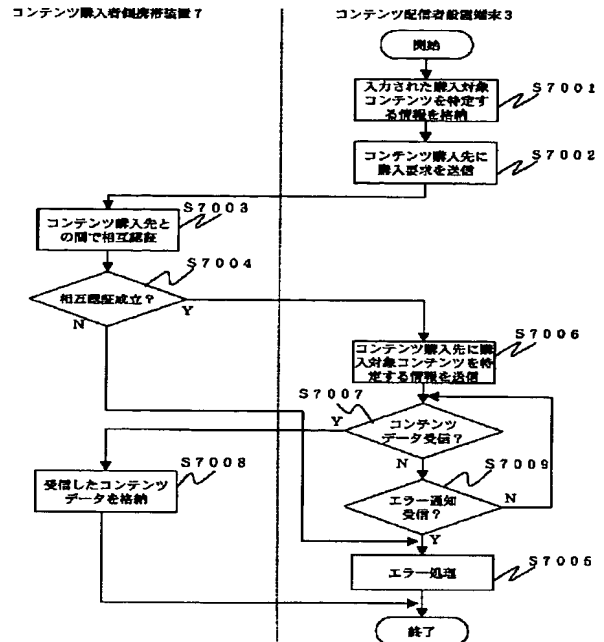 コンテンツ購入者側携帯装置7
コンテンツ配信者設置端末3
開始
入力された購入対象
コンテンツを特定す
る情報を格納
S7001
コンテンツ購入先に
購入要求を送信
S7002
コンテンツ購入先と
の間で相互認証
S7003
相互認証成立?
S7004
N
Y
コンテンツ購入先に購
入対象コンテンツを特
定する情報を送信
S7006
コンテンツ
データ受信?
S7007
Y
N
受信したコンテンツ
データを格納
S7008
エラー通知
受信?
S7009
N
Y
エラー処理
S7005
終了